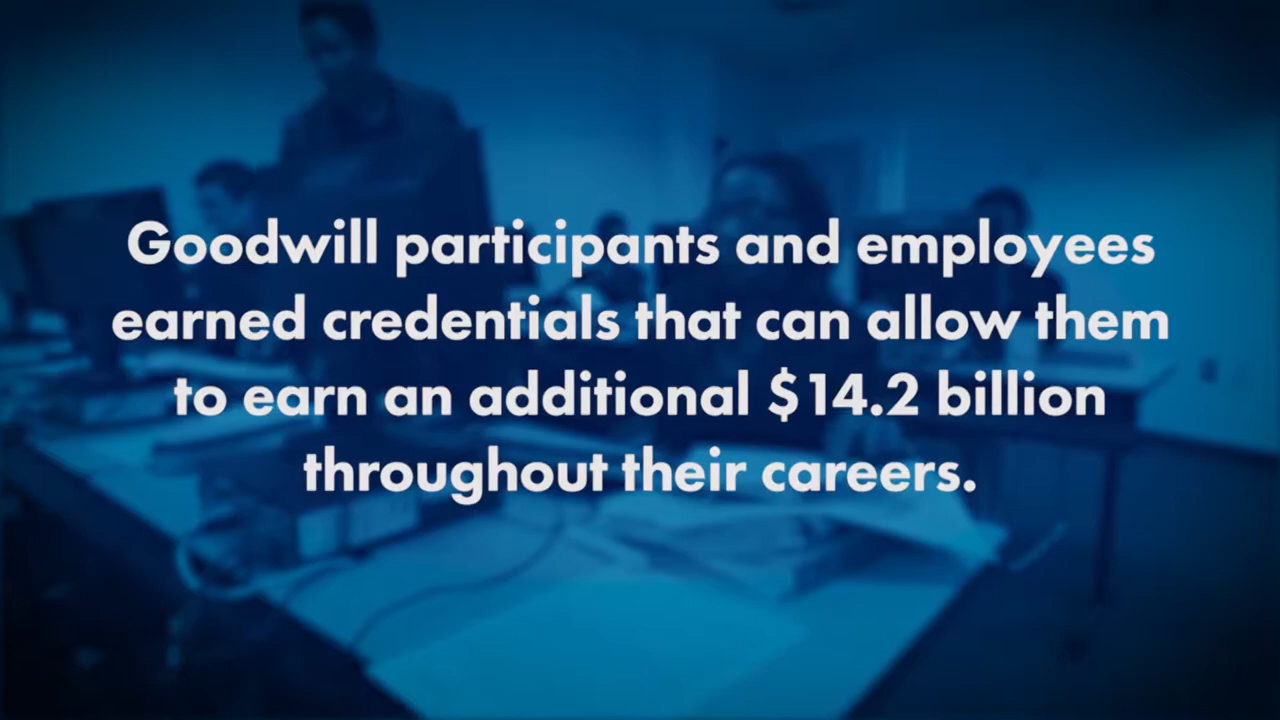 Goodwill participants and employees
earned credentials that can allow them
to earn an additional $14.2 billion
throughout their careers.